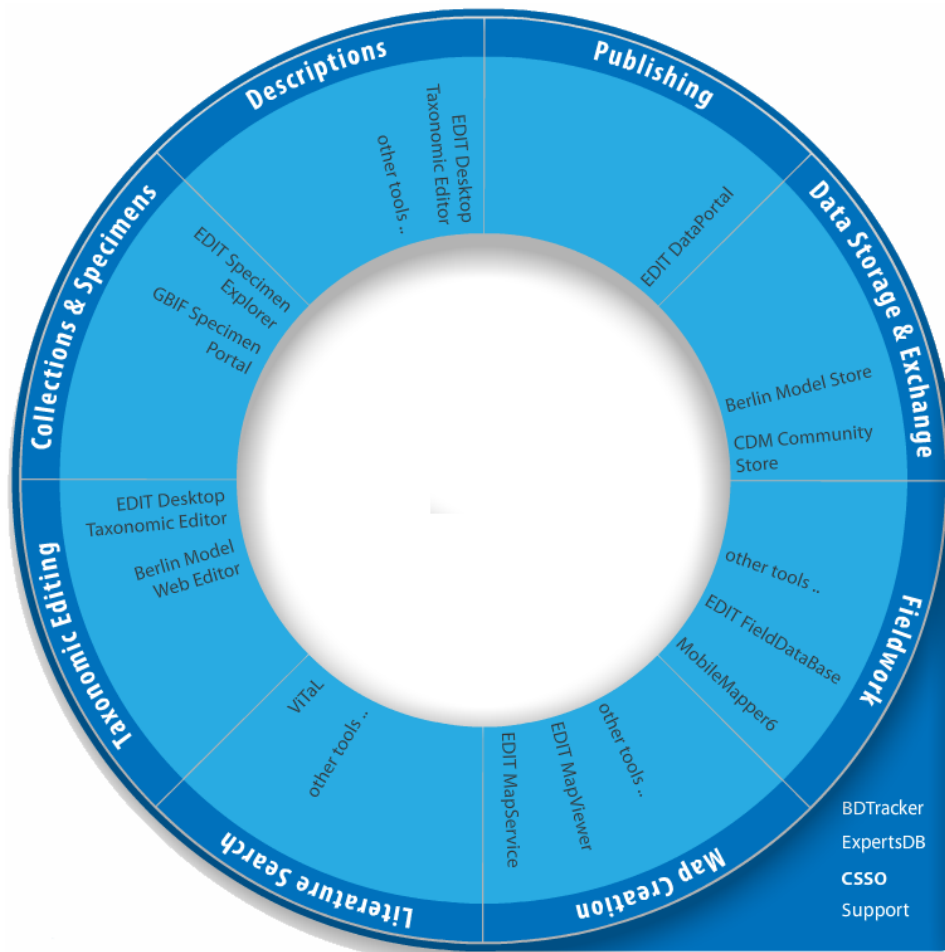 Descriptions
EDIT Desktop
Taxonomic Editor
other tools ..
Publishing
EDIT DataPortal
Data Storage & Exchange
Berlin Model Store
CDM Community
Store
Fieldwork
other tools ..
EDIT FieldDataBase
MobileMapper6
Map Creation
other tools ..
EDIT MapViewer
EDIT MapService
Literature Search
other tools ..
ViTaL
Taxonomic Editing
EDIT Desktop
Taxonomic Editor
Berlin Model
Web Editor
Collections & Specimens
EDIT Specimen
Explorer
GBIF Specimen
Portal
BDTracker
ExpertsDB
CSSO
Support